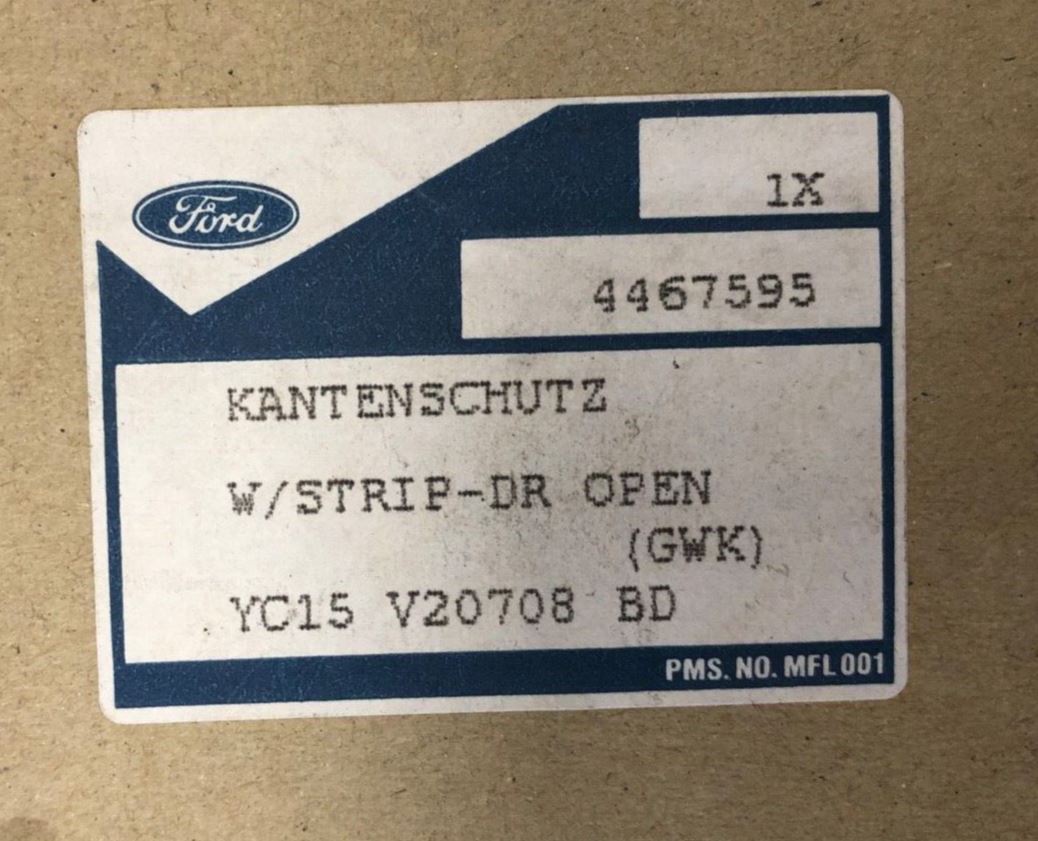 Ford
1X
4467595
KANTENSCHUTZ
W/STRIP-DR OPEN
(GWK)
YC15 V20708 BD
PMS. NO. MFL 001